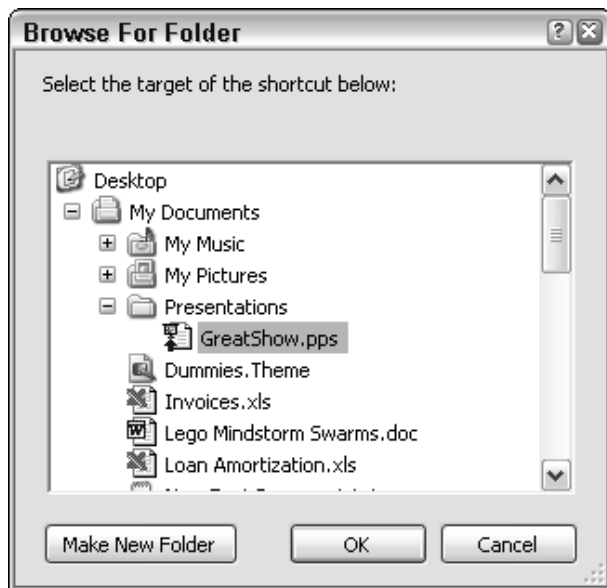 Browse For Folder
Select the target of the shortcut below:
Desktop
My Documents
My Music
My Pictures
Presentations
GreatShow.pps
Dummies.Theme
Invoices.xls
Lego Mindstorm Swarms.doc
Loan Amortization.xls
Make New Folder OK Cancel